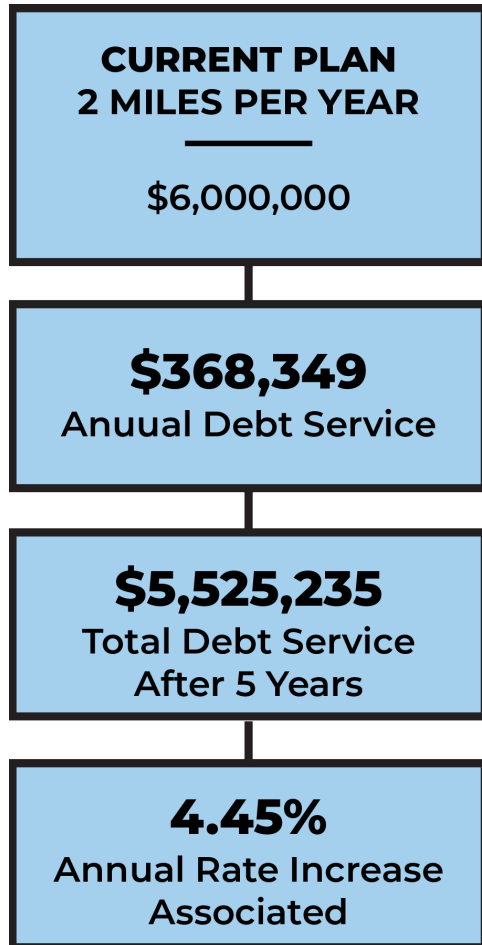 CURRENT PLAN
2 MILES PER YEAR
$6,000,000
$368,349
Anuual Debt Service
$5,525,235
Total Debt Service
After 5 Years
4.45%
Annual Rate Increase
Associated